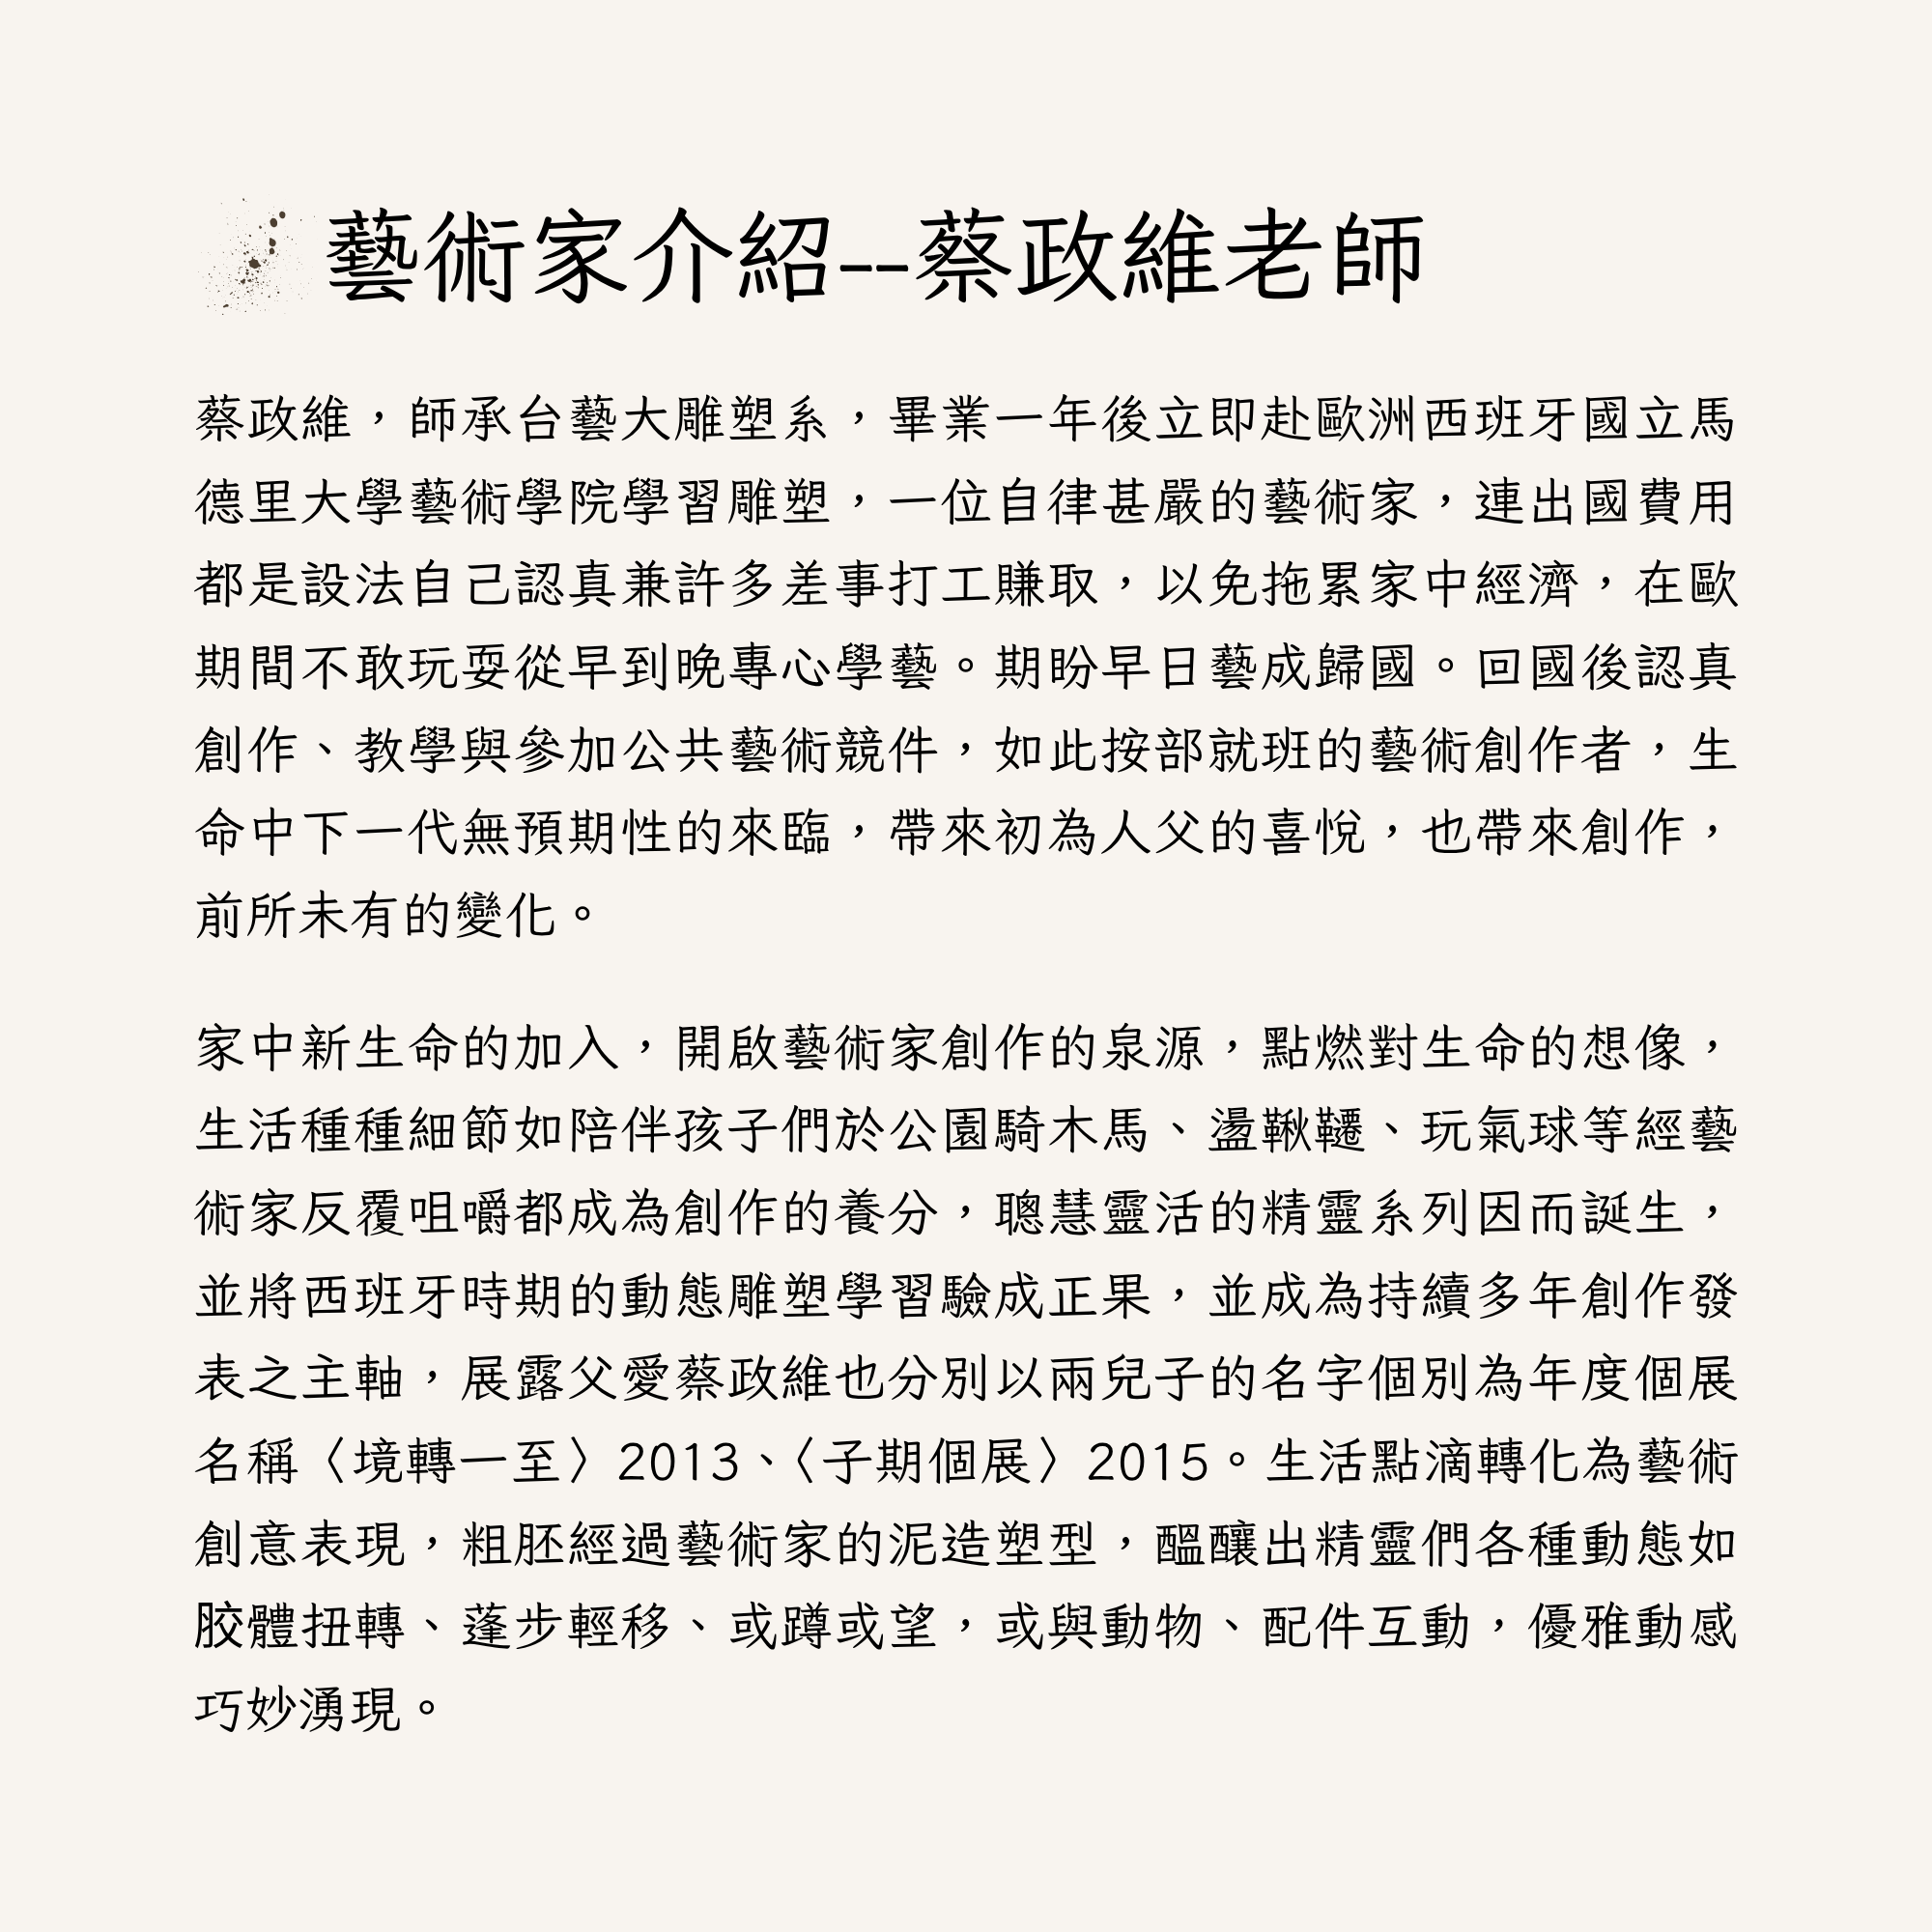 藝術家介紹--蔡政維老師
蔡政維，師承台藝大雕塑系，畢業一年後立即赴歐洲西班牙國立馬
德里大學藝術學院學習雕塑，一位自律甚嚴的藝術家，連出國費用
都是設法自己認真兼許多差事打工賺取，以免拖累家中經濟，在歐
期間不敢玩耍從早到晚專心學藝。期盼早日藝成歸國。回國後認真
創作、教學與參加公共藝術競件，如此按部就班的藝術創作者，生
命中下一代無預期性的來臨，帶來初為人父的喜悅，也帶來創作，
前所未有的變化。
家中新生命的加入，開啟藝術家創作的泉源，點燃對生命的想像，
生活種種細節如陪伴孩子們於公園騎木馬、盪鞦韆、玩氣球等經藝
術家反覆咀嚼都成為創作的養分，聰慧靈活的精靈系列因而誕生，
並將西班牙時期的動態雕塑學習驗成正果，並成為持續多年創作發
表之主軸，展露父愛蔡政維也分別以兩兒子的名字個別為年度個展
名稱〈境轉一至〉2013、〈子期個展〉2015。生活點滴轉化為藝術
創意表現，粗胚經過藝術家的泥造塑型，醞釀出精靈們各種動態如
胶體扭轉、蓬步輕移、或蹲或望，或與動物、配件互動，優雅動感
巧妙湧現。